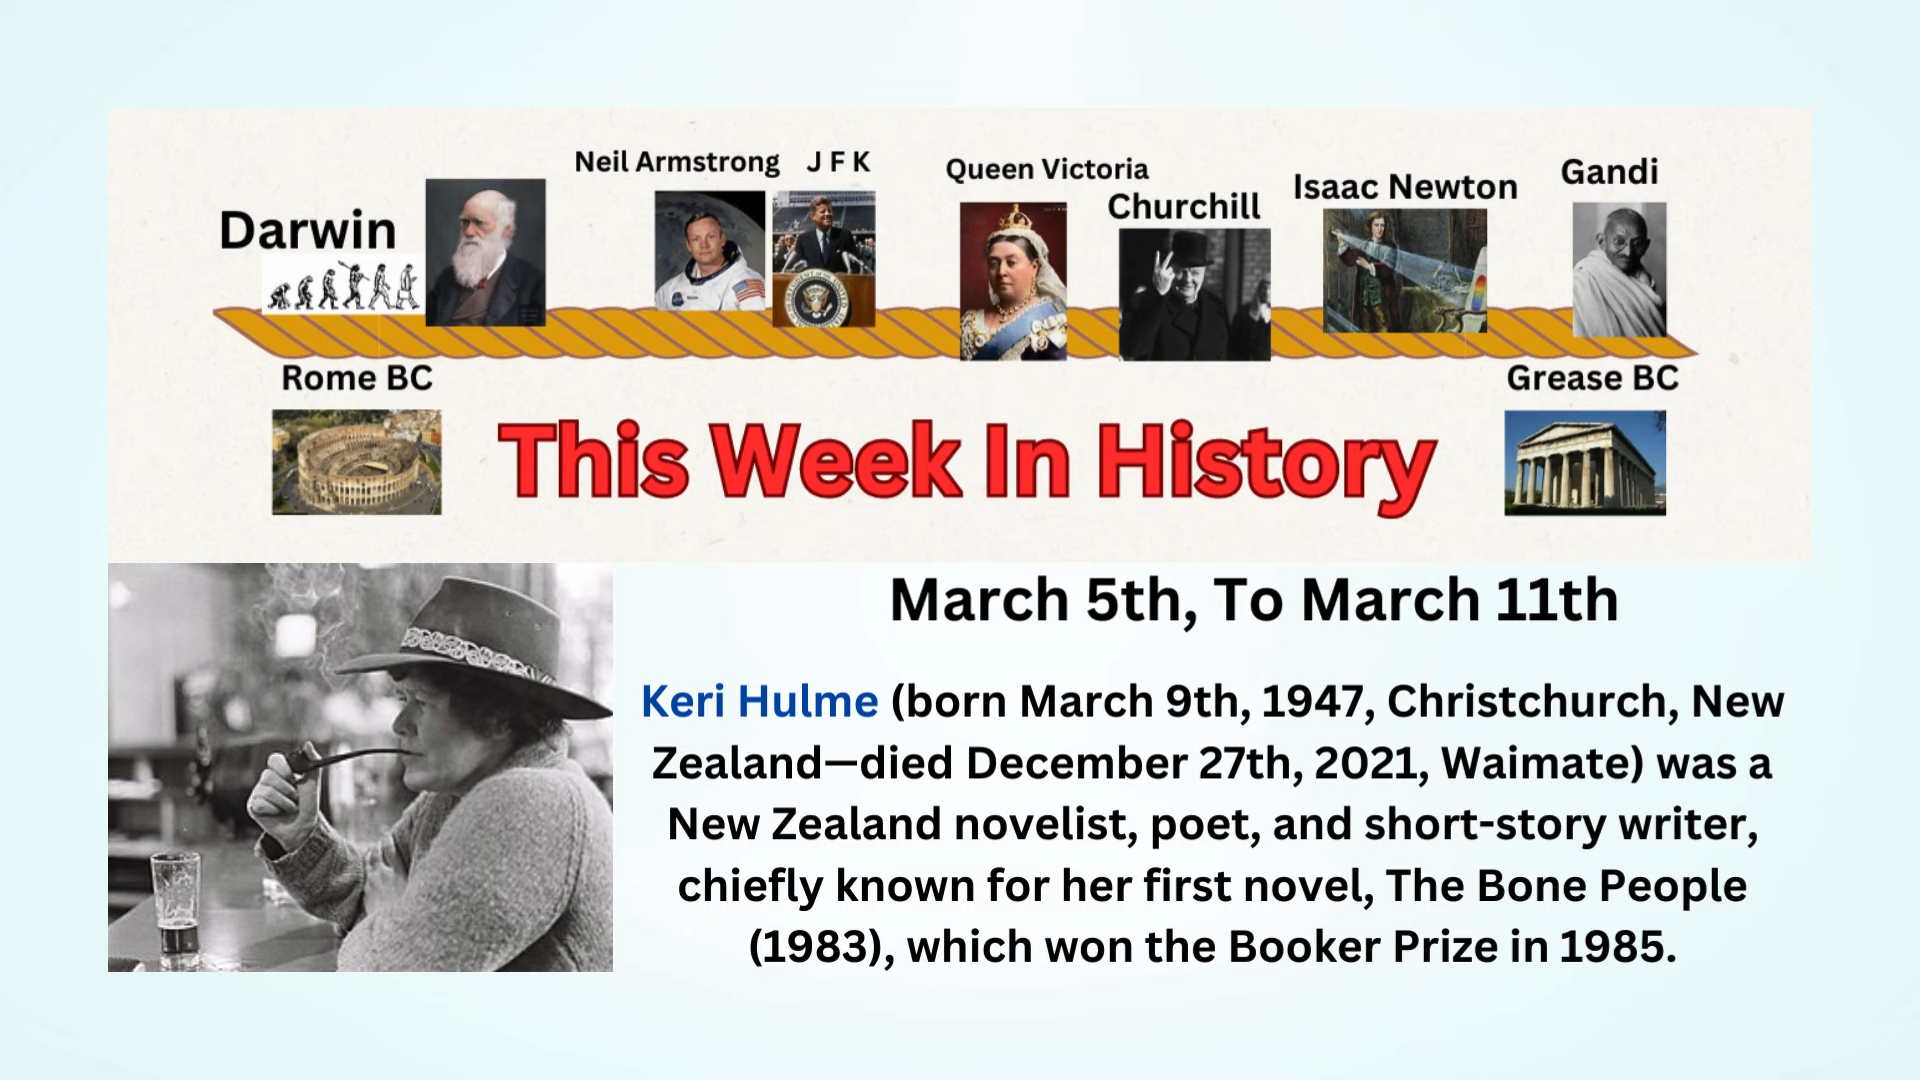 Neil Armstrong J F K
Queen Victoria
Gandi
Isaac Newton
Churchill
Darwin
Rome BC
Grease BC
This Week In History
March 5th, To March 11th
Keri Hulme (born March 9th, 1947, Christchurch, New
Zealand—died December 27th, 2021, Waimate) was a
New Zealand novelist, poet, and short-story writer,
chiefly known for her first novel, The Bone People
(1983), which won the Booker Prize in 1985.